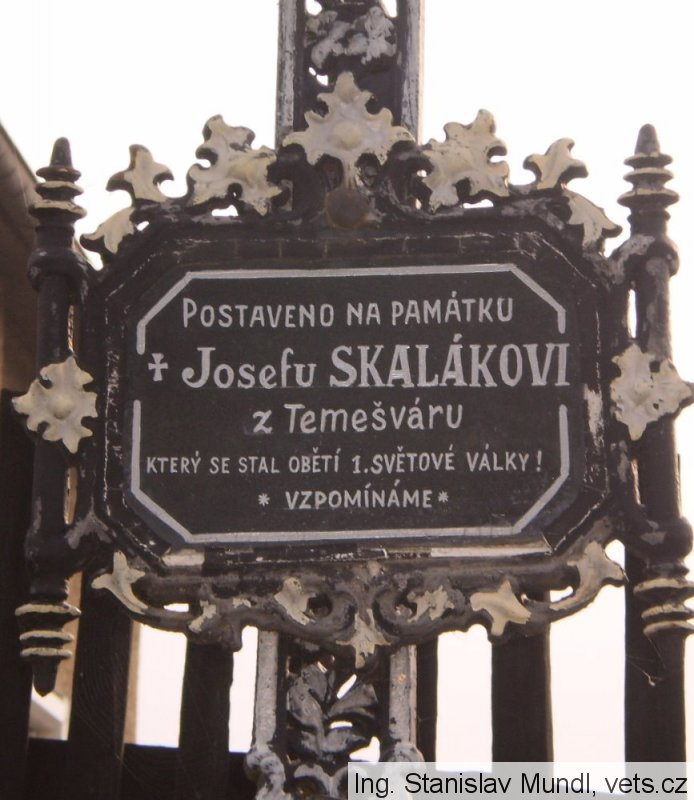 POSTAVENO NA PAMÁTKU
✝ Josefu SKALÁKOVI
z Temešváru
KTERÝ SE STAL OBĚTÍ 1. SVĚTOVÉ VÁLKY!
* VZPOMÍNÁME *
Ing. Stanislav Mundl, vets.cz